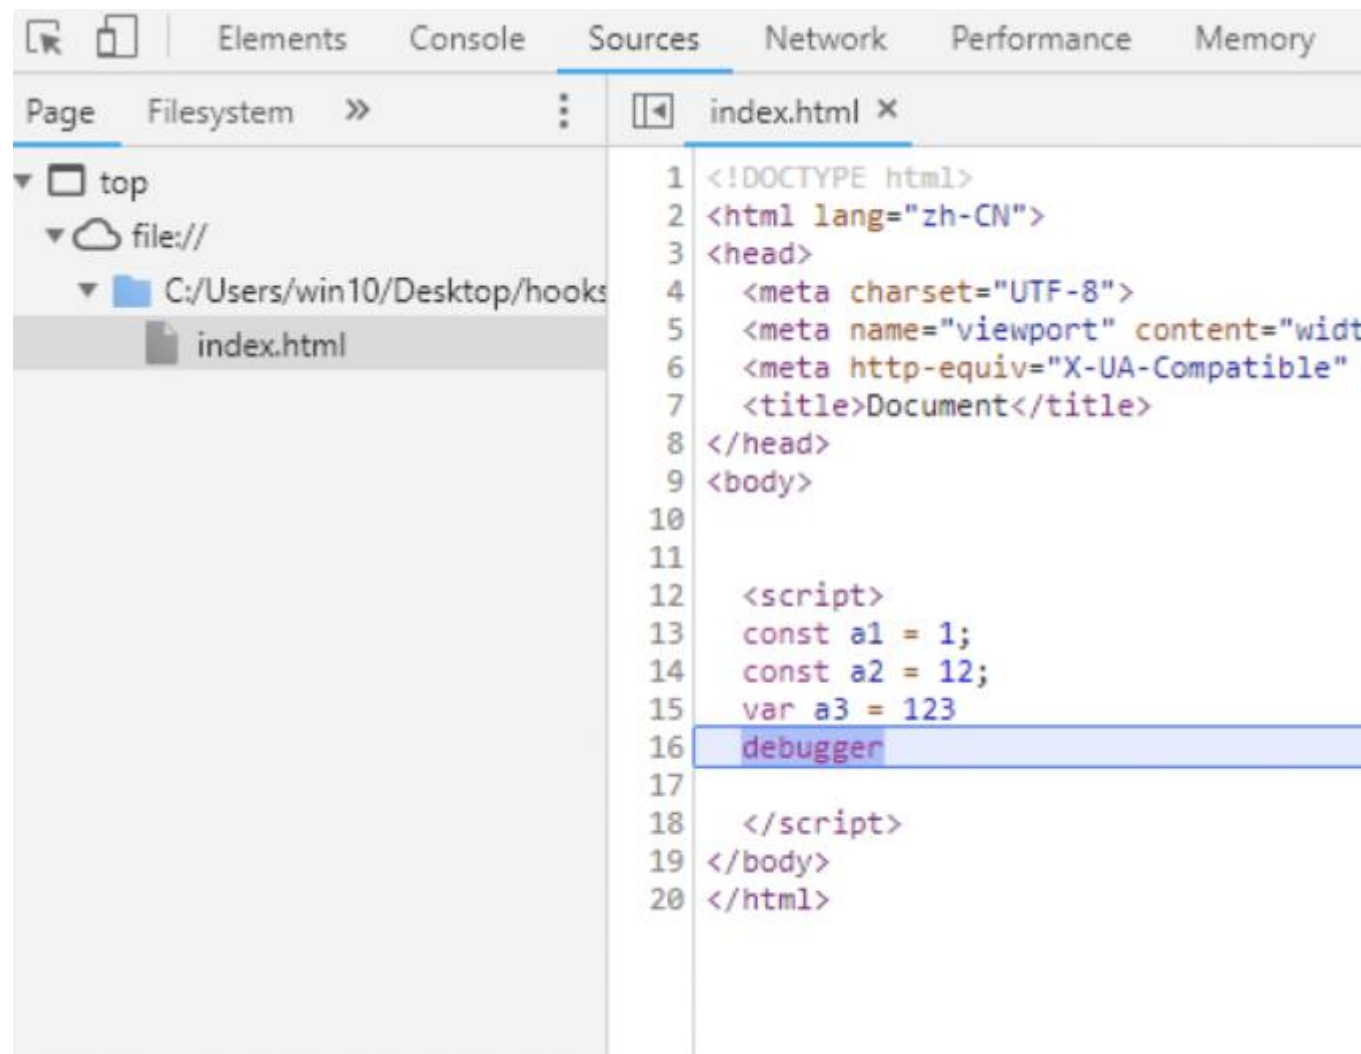 Elements Console Sources Network Performance Memory
Page Filesystem »
index.html ×
top
file://
C:/Users/win10/Desktop/hooks
index.html
1 <!DOCTYPE html>
2 <html lang="zh-CN">
3 <head>
4 <meta charset="UTF-8">
5 <meta name="viewport" content="widt
6 <meta http-equiv="X-UA-Compatible"
7 <title>Document</title>
8 </head>
9 <body>
10
11
12 <script>
13 const a1 = 1;
14 const a2 = 12;
15 var a3 = 123
16 debugger
17
18 </script>
19 </body>
20 </html>